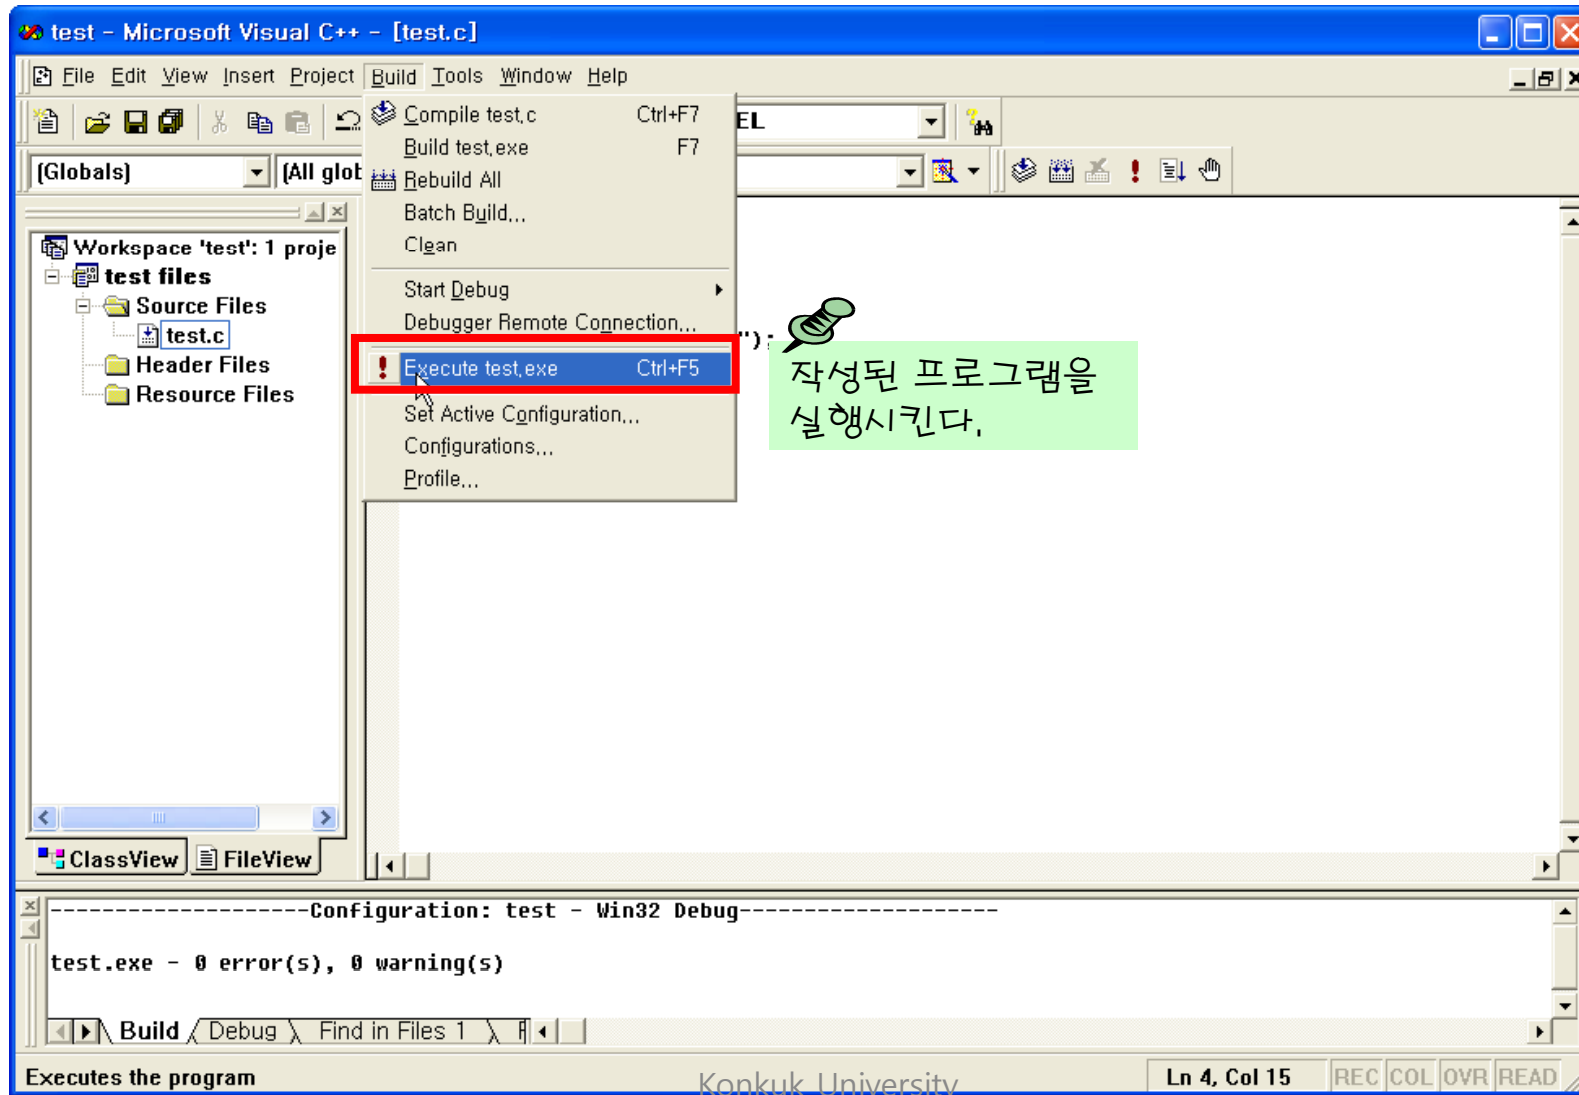 test - Microsoft Visual C++ - [test.c]
File Edit View Insert Project Build Tools Window Help
Compile test.c Ctrl+F7
EL
Build test.exe F7
(Globals) (All glob
Rebuild All
Batch Build...
Clean
Workspace 'test': 1 proje
test files
Source Files
test.c
Header Files
Resource Files
Start Debug
Debugger Remote Connection...
");
Execute test.exe Ctrl+F5
Set Active Configuration...
Configurations...
Profile...
작성된 프로그램을
실행시킨다.
ClassView FileView
--------------------Configuration: test - Win32 Debug--------------------
test.exe - 0 error(s), 0 warning(s)
Build Debug Find in Files 1
Executes the program
Konkuk University
Ln 4, Col 15 REC COL OVR READ